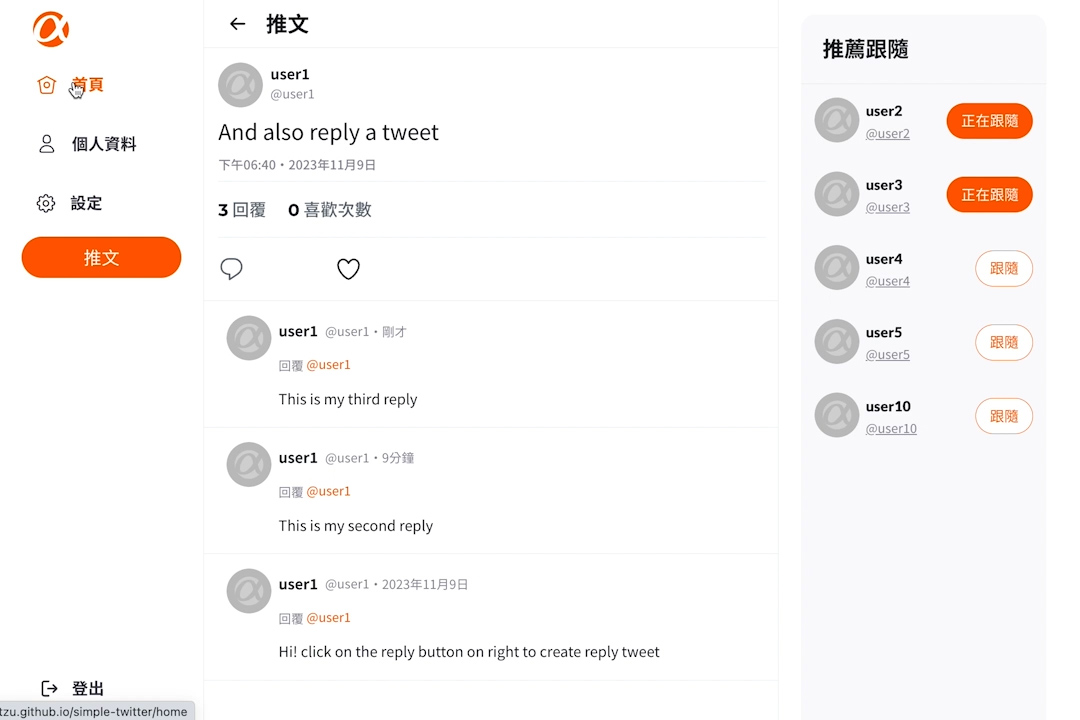 首頁
個人資料
設定
推文
登出
tzu.github.io/simple-twitter/home
推文
user1
@user1
And also reply a tweet
下午06:40・2023年11月9日
3 回覆 0 喜歡次數
user1 @user1・剛才
回覆 @user1
This is my third reply
user1 @user1・9分鐘
回覆 @user1
This is my second reply
user1 @user1・2023年11月9日
回覆 @user1
Hi! click on the reply button on right to create reply tweet
推薦跟隨
user2
@user2
正在跟隨
user3
@user3
正在跟隨
user4
@user4
跟隨
user5
@user5
跟隨
user10
@user10
跟隨